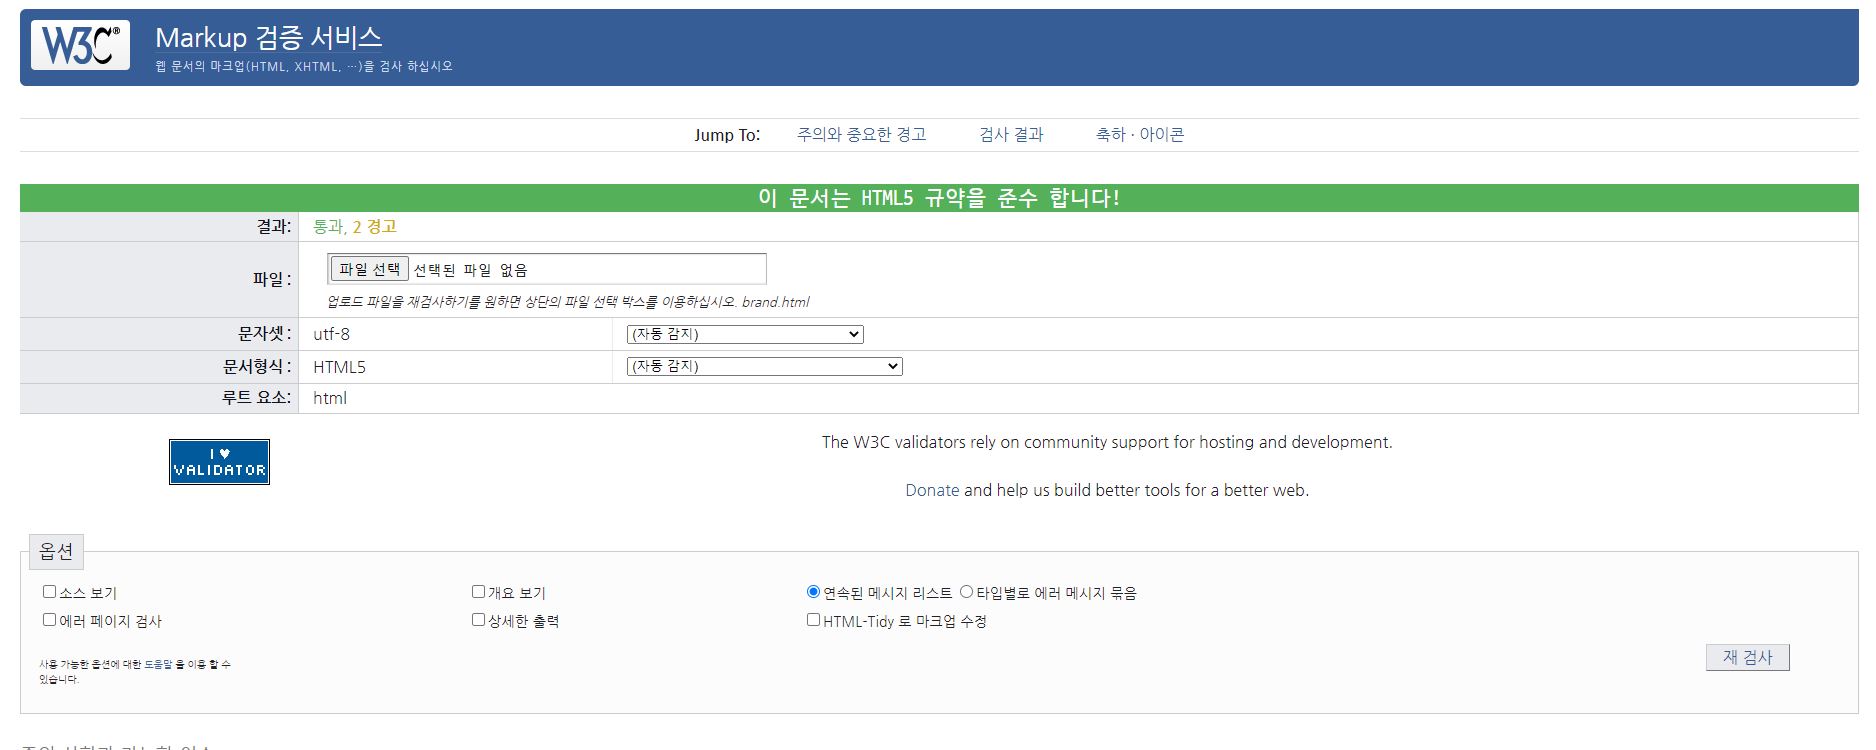 W3C®
Markup 검증 서비스
웹 문서의 마크업(HTML, XHTML, …)을 검사 하십시오
Jump To: 주의와 중요한 경고 검사 결과 축하 · 아이콘
이 문서는 HTML5 규약을 준수 합니다!
결과: 통과, 2 경고
파일 : 파일 선택 선택된 파일 없음
업로드 파일을 재검사하기를 원하면 상단의 파일 선택 박스를 이용하십시오. brand.html
문자셋 : utf-8 (자동 감지)
문서형식 : HTML5 (자동 감지)
루트 요소: html
I ♥
VALIDATOR
The W3C validators rely on community support for hosting and development.
Donate and help us build better tools for a better web.
옵션
소스 보기 개요 보기 연속된 메시지 리스트 타입별로 에러 메시지 묶음
에러 페이지 검사 상세한 출력 HTML-Tidy 로 마크업 수정
사용 가능한 옵션에 대한 도움말 을 이용 할 수
있습니다.
재 검사